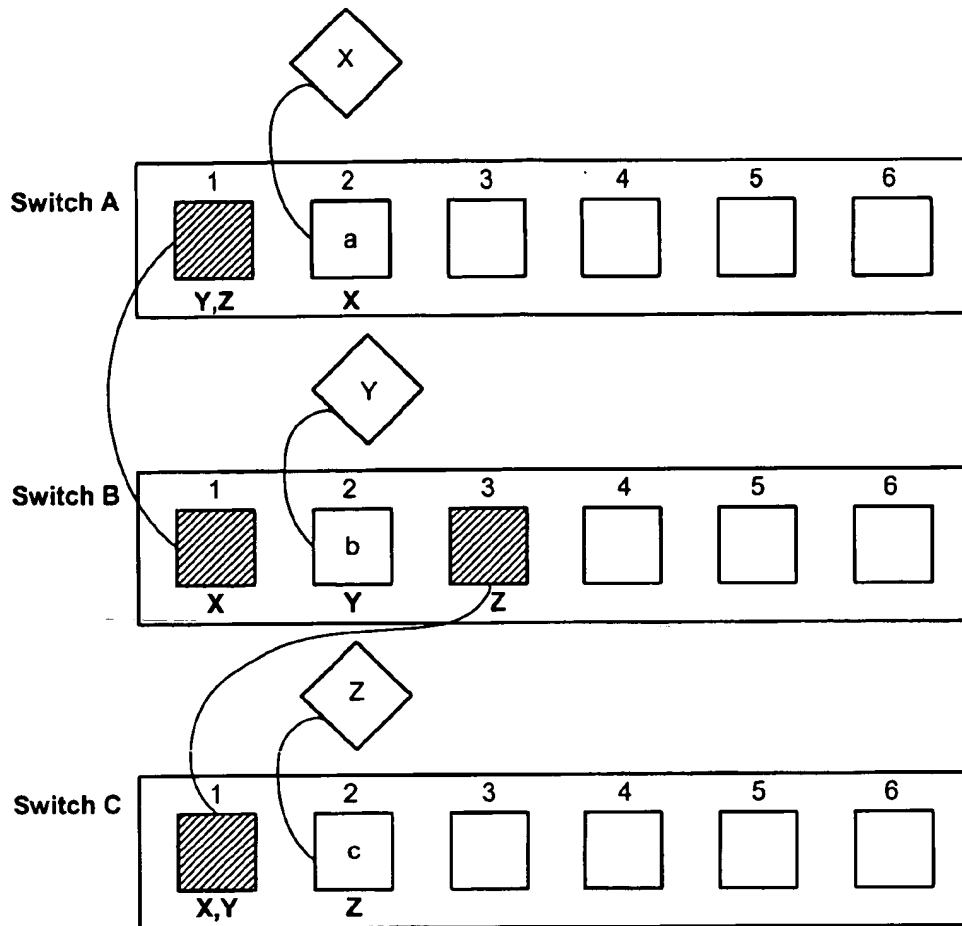 X
1 2 3 4 5 6
Switch A
a
Y,Z X
Y
1 2 3 4 5 6
Switch B
b
X Y Z
Z
1 2 3 4 5 6
Switch C
c
X,Y Z